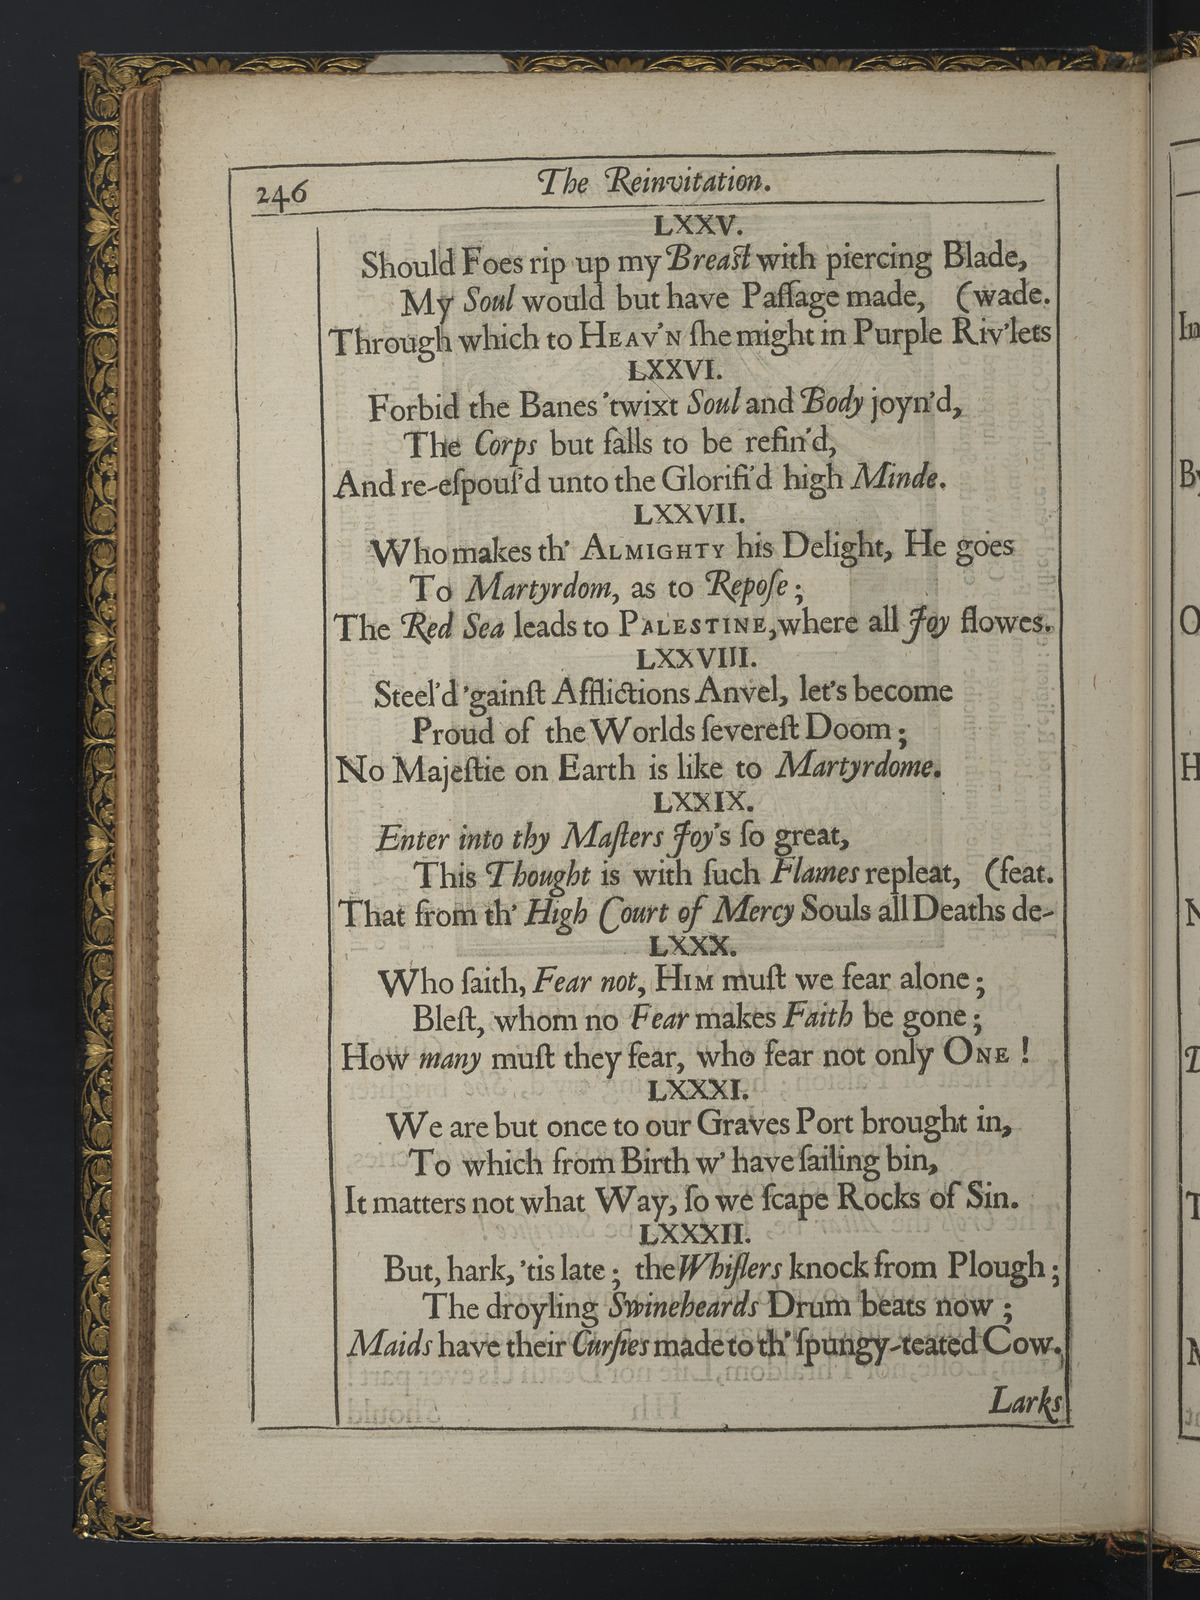 246
The Reinvitation.
LXXV.
Should Foes rip up my Breaſt with piercing Blade,
My Soul would but have Paſſage made, (wade.
Through which to HEAV'N ſhe might in Purple Riv'lets
LXXVI.
Forbid the Banes 'twixt Soul and Body joyn'd,
The Corps but falls to be refin'd,
And re-eſpouſ'd unto the Glorifi'd high Minde.
LXXVII.
Who makes th' ALMIGHTY his Delight, He goes
To Martyrdom, as to Repoſe;
The Red Sea leads to PALESTINE, where all Joy flowes.
LXXVIII.
Steel'd 'gainſt Afflictions Anvel, let's become
Proud of the Worlds ſevereſt Doom;
No Majeſtie on Earth is like to Martyrdome.
LXXIX.
Enter into thy Maſters Joy's ſo great,
This Thought is with ſuch Flames repleat, (feat.
That from th' High Court of Mercy Souls all Deaths de-
LXXX.
Who ſaith, Fear not, HIM muſt we fear alone;
Bleſt, whom no Fear makes Faith be gone;
How many muſt they fear, who fear not only ONE!
LXXXI.
We are but once to our Graves Port brought in,
To which from Birth w' have ſailing bin,
It matters not what Way, ſo we ſcape Rocks of Sin.
LXXXII.
But, hark, 'tis late; the Whiſlers knock from Plough;
The droyling Swineheards Drum beats now;
Maids have their Curſies made to th' ſpungy-teated Cow.
Larks